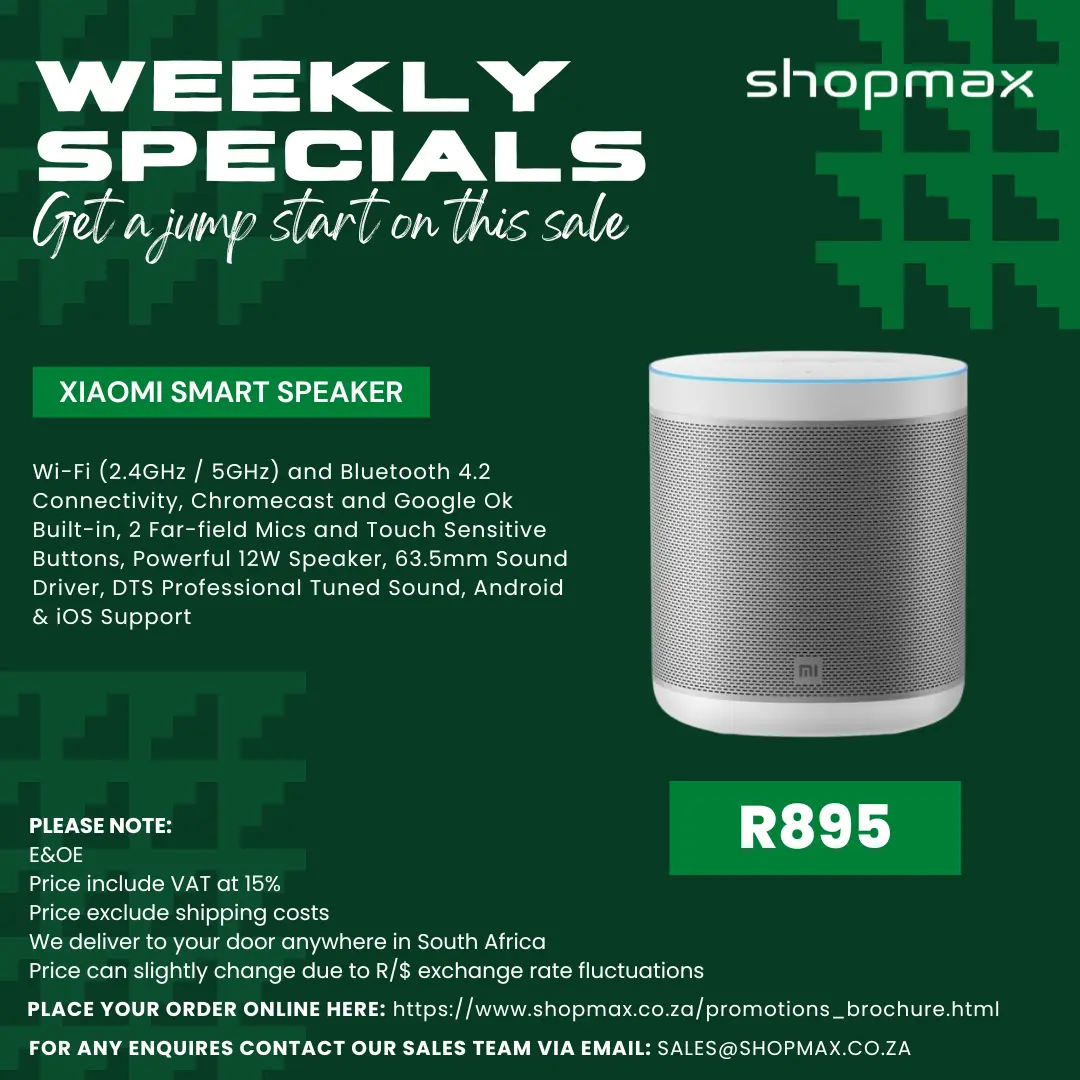 WEEKLY
SPECIALS
Get a jump start on this sale
shopmax
XIAOMI SMART SPEAKER
Wi-Fi (2.4GHz / 5GHz) and Bluetooth 4.2
Connectivity, Chromecast and Google Ok
Built-in, 2 Far-field Mics and Touch Sensitive
Buttons, Powerful 12W Speaker, 63.5mm Sound
Driver, DTS Professional Tuned Sound, Android
& iOS Support
mi
R895
PLEASE NOTE:
E&OE
Price include VAT at 15%
Price exclude shipping costs
We deliver to your door anywhere in South Africa
Price can slightly change due to R/$ exchange rate fluctuations
PLACE YOUR ORDER ONLINE HERE: https://www.shopmax.co.za/promotions_brochure.html
FOR ANY ENQUIRES CONTACT OUR SALES TEAM VIA EMAIL: SALES@SHOPMAX.CO.ZA